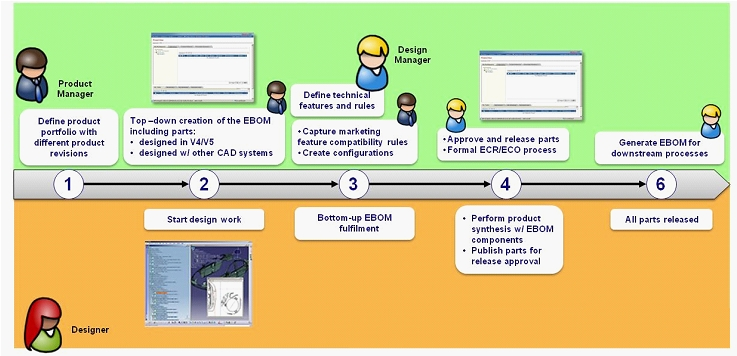 Product
Manager
Design
Manager
Define product
portfolio with
different product
revisions
Top –down creation of the EBOM
including parts:
• designed in V4/V5
• designed w/ other CAD systems
Define technical
features and rules
• Capture marketing
feature compatibility rules
• Create configurations
• Approve and release parts
• Formal ECR/ECO process
Generate EBOM for
downstream processes
1
2
3
4
6
Start design work
Bottom-up EBOM
fulfilment
• Perform product
synthesis w/ EBOM
components
• Publish parts for
release approval
All parts released
Designer